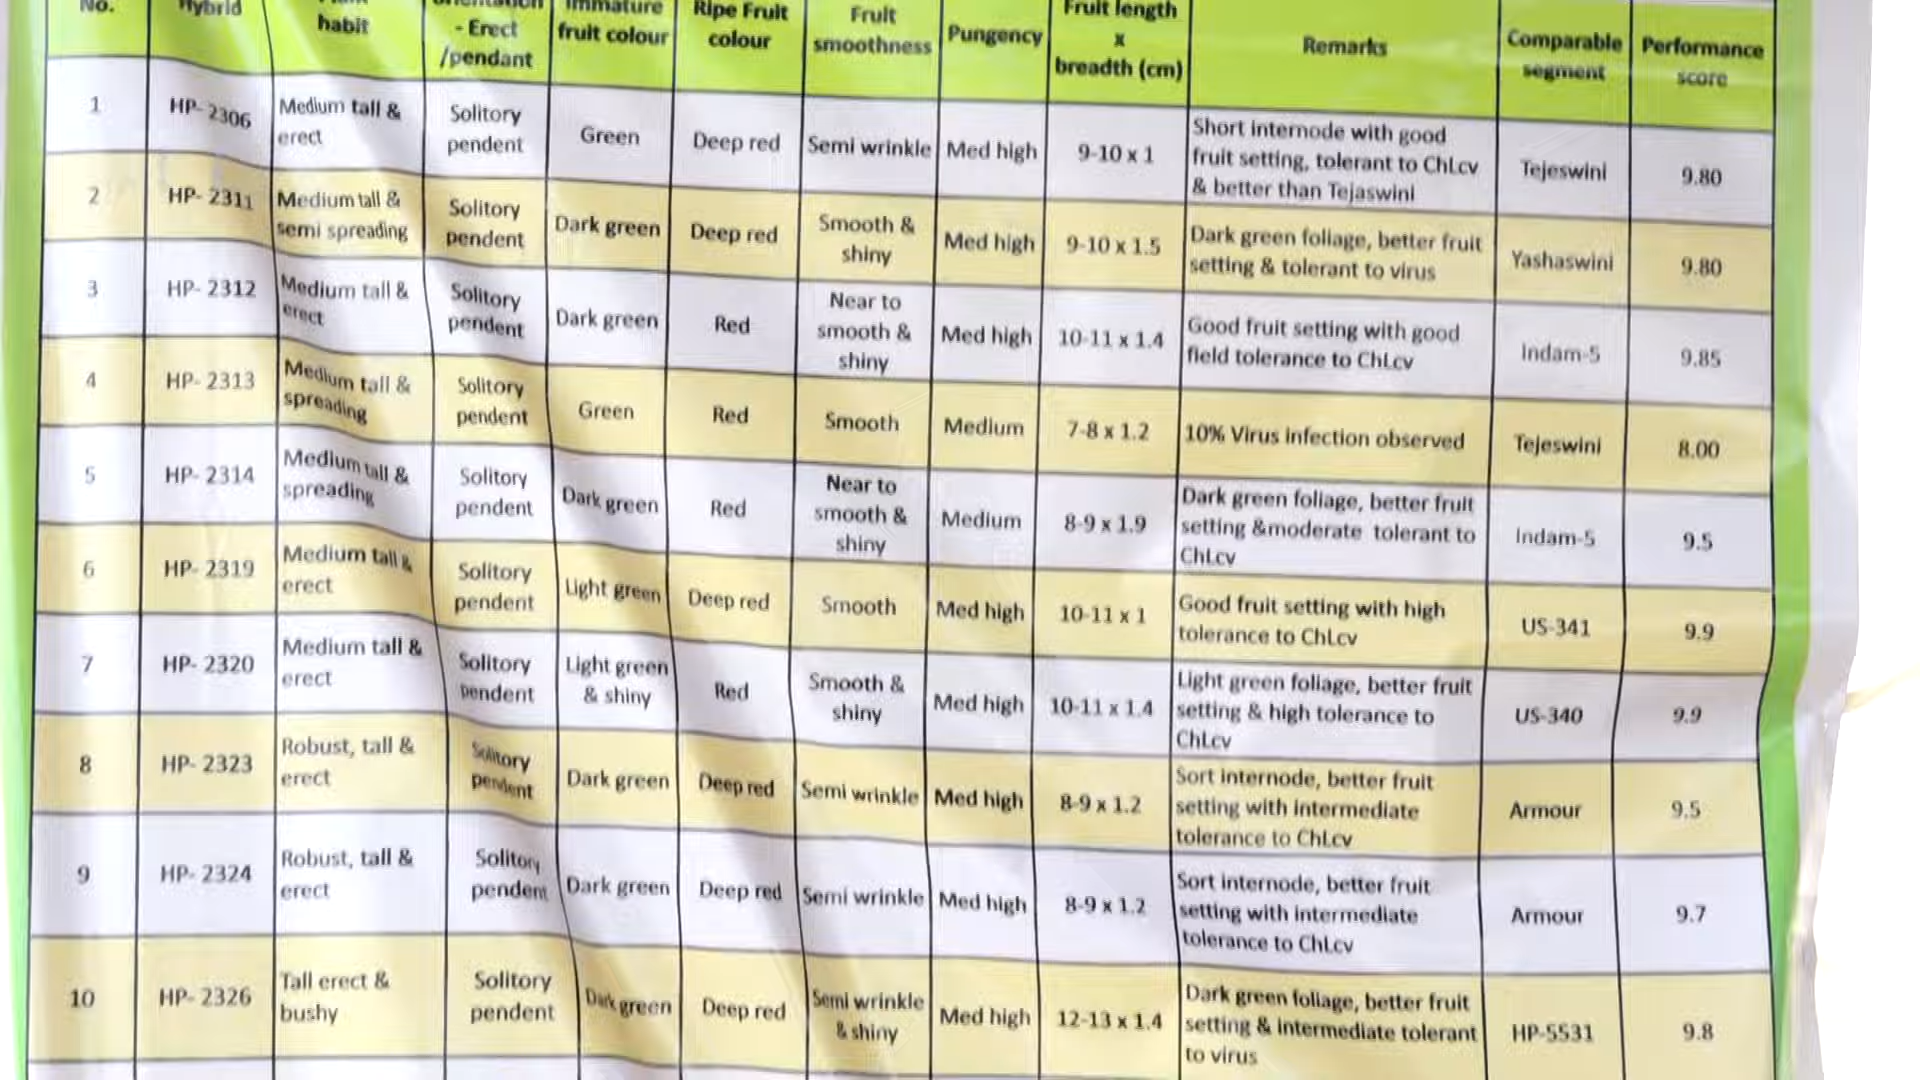 No.
Hybrid
habit
- Erect
/pendant
Immature
fruit colour
Ripe Fruit
colour
Fruit
smoothness
Pungency
Fruit length
x
breadth (cm)
Remarks
Comparable
segment
Performance
score
1
HP- 2306
Medium tall &
erect
Solitory
pendent
Green
Deep red
Semi wrinkle
Med high
9-10 x 1
Short internode with good
fruit setting, tolerant to ChLcv
& better than Tejaswini
Tejeswini
9.80
2
HP- 2311
Medium tall &
semi spreading
Solitory
pendent
Dark green
Deep red
Smooth &
shiny
Med high
9-10 x 1.5
Dark green foliage, better fruit
setting & tolerant to virus
Yashaswini
9.80
3
HP- 2312
Medium tall &
erect
Solitory
pendent
Dark green
Red
Near to
smooth &
shiny
Med high
10-11 x 1.4
Good fruit setting with good
field tolerance to ChLcv
Indam-5
9.85
4
HP- 2313
Medium tall &
spreading
Solitory
pendent
Green
Red
Smooth
Medium
7-8 x 1.2
10% Virus infection observed
Tejeswini
8.00
5
HP- 2314
Medium tall &
spreading
Solitory
pendent
Dark green
Red
Near to
smooth &
shiny
Medium
8-9 x 1.9
Dark green foliage, better fruit
setting &moderate tolerant to
ChLcv
Indam-5
9.5
6
HP- 2319
Medium tall &
erect
Solitory
pendent
Light green
Deep red
Smooth
Med high
10-11 x 1
Good fruit setting with high
tolerance to ChLcv
US-341
9.9
7
HP- 2320
Medium tall &
erect
Solitory
pendent
Light green
& shiny
Red
Smooth &
shiny
Med high
10-11 x 1.4
Light green foliage, better fruit
setting & high tolerance to
ChLcv
US-340
9.9
8
HP- 2323
Robust, tall &
erect
Solitory
pendent
Dark green
Deep red
Semi wrinkle
Med high
8-9 x 1.2
Sort internode, better fruit
setting with intermediate
tolerance to ChLcv
Armour
9.5
9
HP- 2324
Robust, tall &
erect
Solitory
pendent
Dark green
Deep red
Semi wrinkle
Med high
8-9 x 1.2
Sort internode, better fruit
setting with intermediate
tolerance to ChLcv
Armour
9.7
10
HP- 2326
Tall erect &
bushy
Solitory
pendent
Dark green
Deep red
Semi wrinkle
& shiny
Med high
12-13 x 1.4
Dark green foliage, better fruit
setting & intermediate tolerant
to virus
HP-5531
9.8